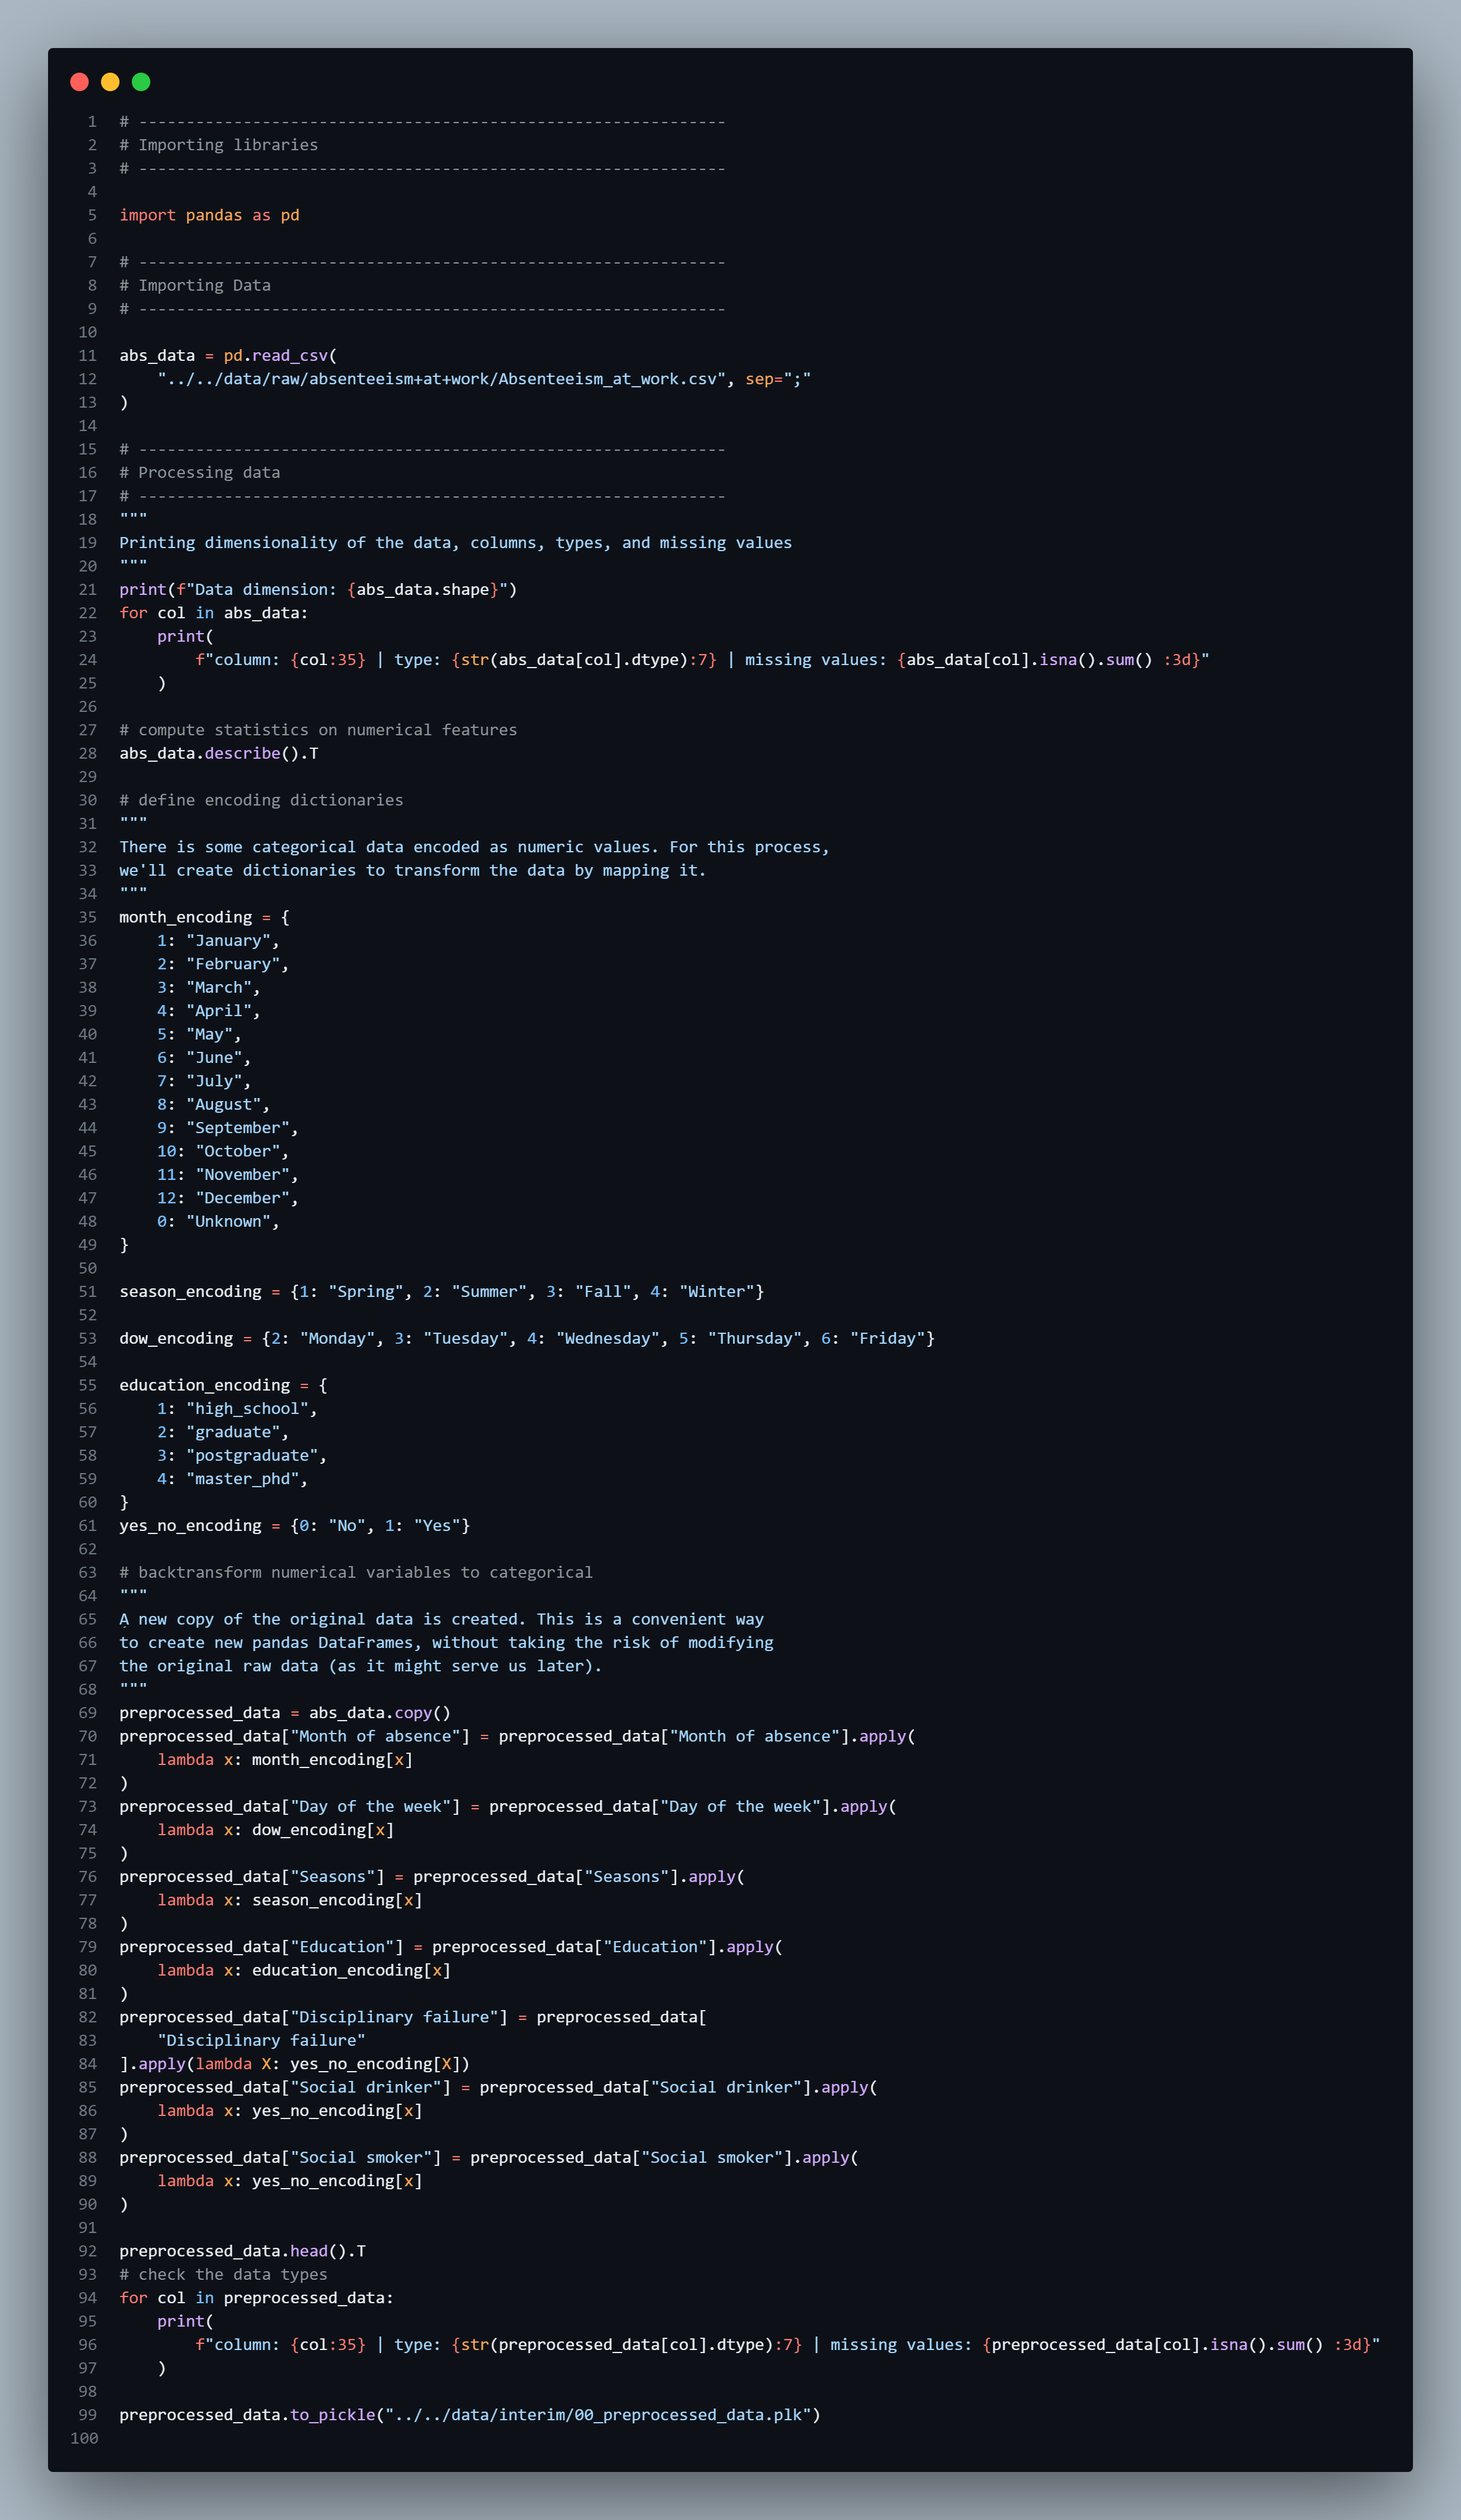 1 # --------------------------------------------------------------
2 # Importing libraries
3 # --------------------------------------------------------------
4
5 import pandas as pd
6
7 # --------------------------------------------------------------
8 # Importing Data
9 # --------------------------------------------------------------
10
11 abs_data = pd.read_csv(
12     "../../data/raw/absenteeism+at+work/Absenteeism_at_work.csv", sep=";"
13 )
14
15 # --------------------------------------------------------------
16 # Processing data
17 # --------------------------------------------------------------
18 """
19 Printing dimensionality of the data, columns, types, and missing values
20 """
21 print(f"Data dimension: {abs_data.shape}")
22 for col in abs_data:
23     print(
24         f"column: {col:35} | type: {str(abs_data[col].dtype):7} | missing values: {abs_data[col].isna().sum() :3d}"
25     )
26
27 # compute statistics on numerical features
28 abs_data.describe().T
29
30 # define encoding dictionaries
31 """
32 There is some categorical data encoded as numeric values. For this process,
33 we'll create dictionaries to transform the data by mapping it.
34 """
35 month_encoding = {
36     1: "January",
37     2: "February",
38     3: "March",
39     4: "April",
40     5: "May",
41     6: "June",
42     7: "July",
43     8: "August",
44     9: "September",
45     10: "October",
46     11: "November",
47     12: "December",
48     0: "Unknown",
49 }
50
51 season_encoding = {1: "Spring", 2: "Summer", 3: "Fall", 4: "Winter"}
52
53 dow_encoding = {2: "Monday", 3: "Tuesday", 4: "Wednesday", 5: "Thursday", 6: "Friday"}
54
55 education_encoding = {
56     1: "high_school",
57     2: "graduate",
58     3: "postgraduate",
59     4: "master_phd",
60 }
61 yes_no_encoding = {0: "No", 1: "Yes"}
62
63 # backtransform numerical variables to categorical
64 """
65 A new copy of the original data is created. This is a convenient way
66 to create new pandas DataFrames, without taking the risk of modifying
67 the original raw data (as it might serve us later).
68 """
69 preprocessed_data = abs_data.copy()
70 preprocessed_data["Month of absence"] = preprocessed_data["Month of absence"].apply(
71     lambda x: month_encoding[x]
72 )
73 preprocessed_data["Day of the week"] = preprocessed_data["Day of the week"].apply(
74     lambda x: dow_encoding[x]
75 )
76 preprocessed_data["Seasons"] = preprocessed_data["Seasons"].apply(
77     lambda x: season_encoding[x]
78 )
79 preprocessed_data["Education"] = preprocessed_data["Education"].apply(
80     lambda x: education_encoding[x]
81 )
82 preprocessed_data["Disciplinary failure"] = preprocessed_data[
83     "Disciplinary failure"
84 ].apply(lambda X: yes_no_encoding[X])
85 preprocessed_data["Social drinker"] = preprocessed_data["Social drinker"].apply(
86     lambda x: yes_no_encoding[x]
87 )
88 preprocessed_data["Social smoker"] = preprocessed_data["Social smoker"].apply(
89     lambda x: yes_no_encoding[x]
90 )
91
92 preprocessed_data.head().T
93 # check the data types
94 for col in preprocessed_data:
95     print(
96         f"column: {col:35} | type: {str(preprocessed_data[col].dtype):7} | missing values: {preprocessed_data[col].isna().sum() :3d}"
97     )
98
99 preprocessed_data.to_pickle("../../data/interim/00_preprocessed_data.plk")
100